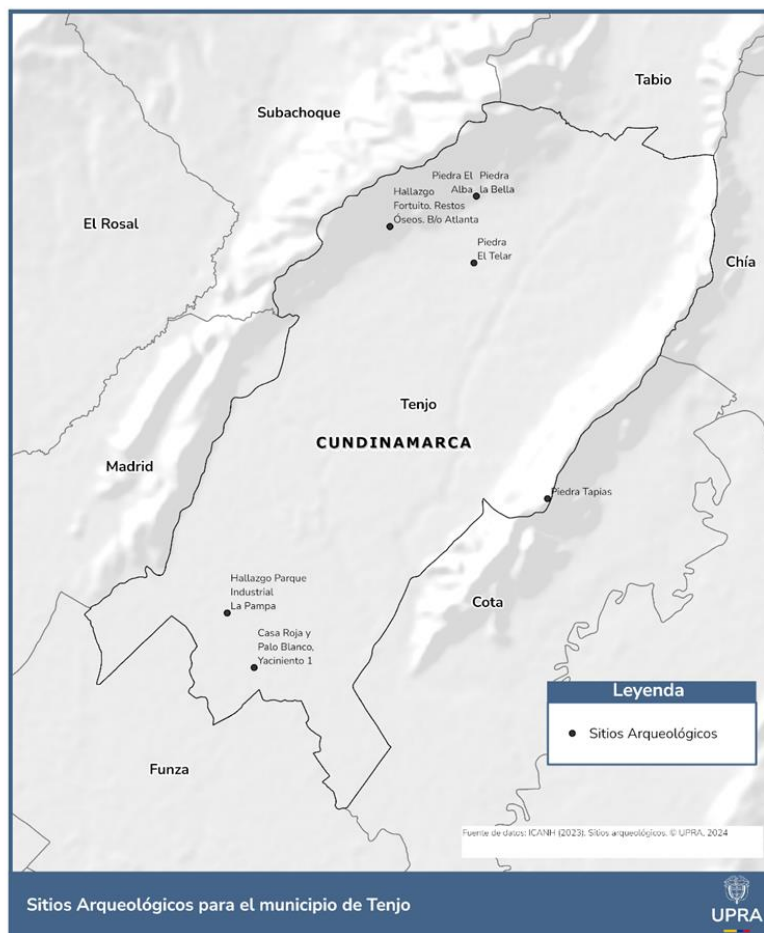 Tabio
Subachoque
Piedra El
Alba
Piedra
la Bella
Hallazgo
Fortuito, Restos
Óseos, B/o Atlanta
El Rosal
Piedra
El Telar
Chía
Tenjo
CUNDINAMARCA
Madrid
Piedra Tapias
Hallazgo Parque
Industrial
La Pampa
Cota
Casa Roja y
Palo Blanco,
Yaciniento 1
Leyenda
Sitios Arqueológicos
Funza
Fuente de datos: ICANH (2023). Sitios arqueológicos. © UPRA, 2024
Sitios Arqueológicos para el municipio de Tenjo
UPRA